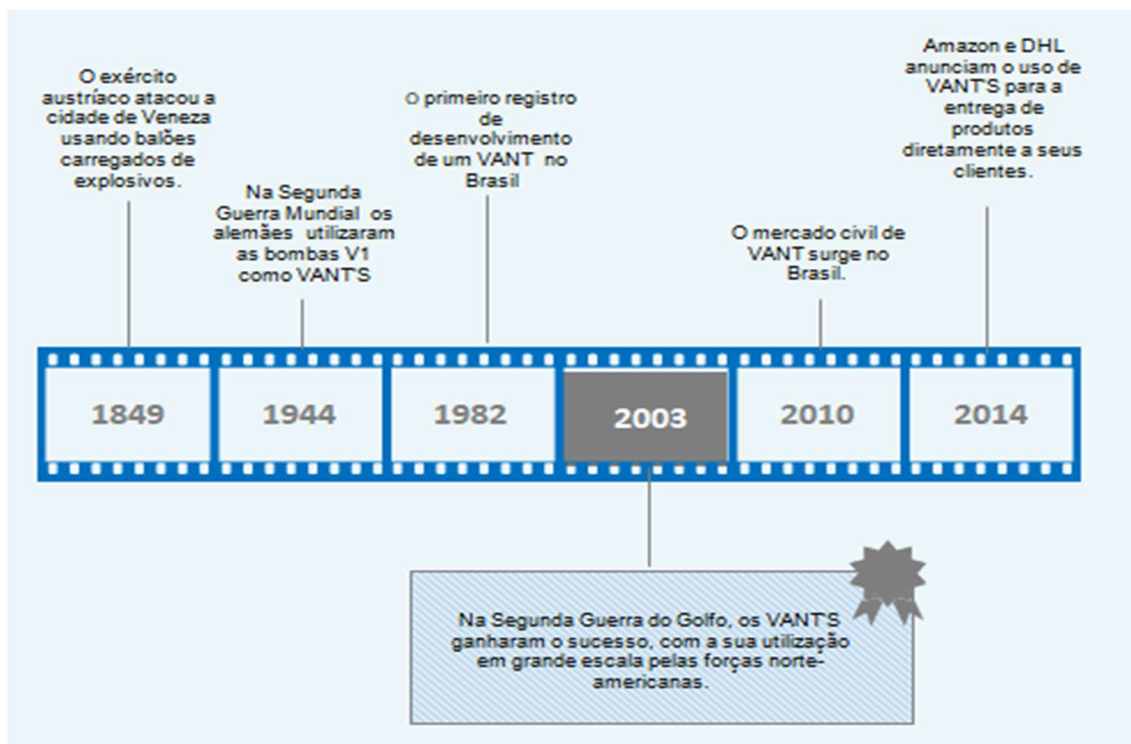 O exército
austríaco atacou a
cidade de Veneza
usando balões
carregados de
explosivos.
Na Segunda
Guerra Mundial os
alemães utilizaram
as bombas V1
como VANT'S
O primeiro registro
de
desenvolvimento
de um VANT no
Brasil
O mercado civil de
VANT surge no
Brasil.
Amazon e DHL
anunciam o uso de
VANT'S para a
entrega de
produtos
diretamente a seus
clientes.
1849
1944
1982
2003
2010
2014
Na Segunda Guerra do Golfo, os VANT'S
ganharam o sucesso, com a sua utilização
em grande escala pelas forças norte-
americanas.